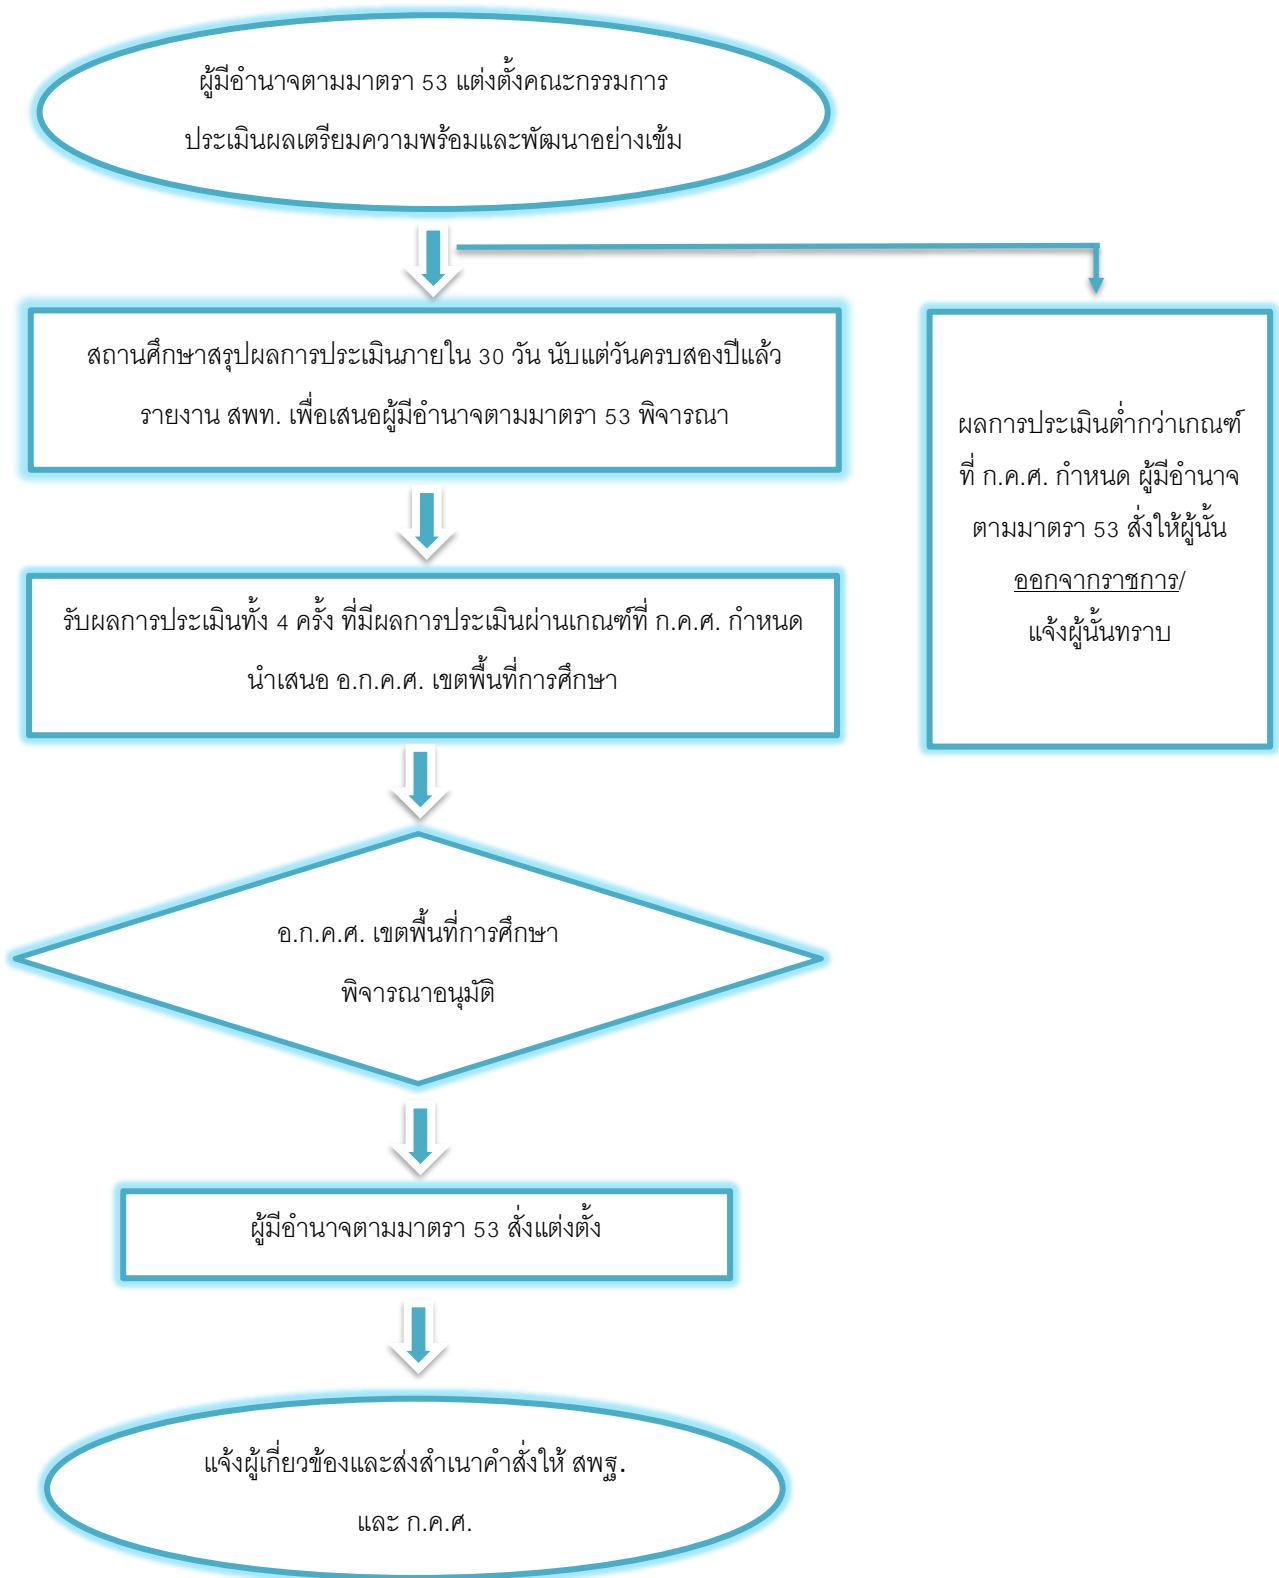 ผู้มีอำนาจตามมาตรา 53 แต่งตั้งคณะกรรมการ
ประเมินผลเตรียมความพร้อมและพัฒนาอย่างเข้ม
สถานศึกษาสรุปผลการประเมินภายใน 30 วัน นับแต่วันครบสองปีแล้ว
รายงาน สพท. เพื่อเสนอผู้มีอำนาจตามมาตรา 53 พิจารณา
ผลการประเมินต่ำกว่าเกณฑ์
ที่ ก.ค.ศ. กำหนด ผู้มีอำนาจ
ตามมาตรา 53 สั่งให้ผู้นั้น
ออกจากราชการ/
แจ้งผู้นั้นทราบ
รับผลการประเมินทั้ง 4 ครั้ง ที่มีผลการประเมินผ่านเกณฑ์ที่ ก.ค.ศ. กำหนด
นำเสนอ อ.ก.ค.ศ. เขตพื้นที่การศึกษา
อ.ก.ค.ศ. เขตพื้นที่การศึกษา
พิจารณาอนุมัติ
ผู้มีอำนาจตามมาตรา 53 สั่งแต่งตั้ง
แจ้งผู้เกี่ยวข้องและส่งสำเนาคำสั่งให้ สพฐ.
และ ก.ค.ศ.